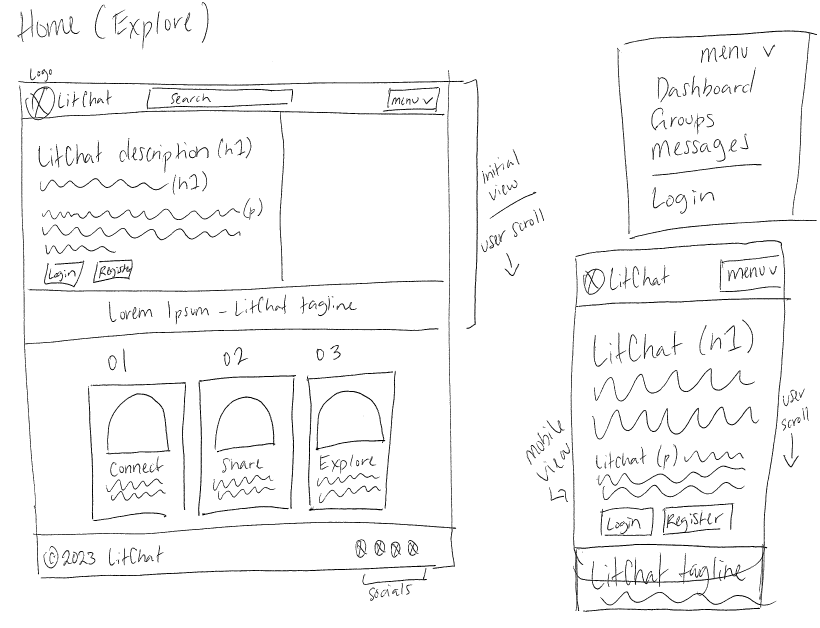 Home (Explore)
Logo
LitChat
Search
menu v
LitChat description (h1)
(h1)
(p)
Login
Register
Lorem Ipsum - LitChat tagline
01
02
03
Connect
Share
Explore
© 2023 LitChat
socials
initial
view
user scroll
menu v
Dashboard
Groups
Messages
Login
mobile
view
LitChat
menu v
LitChat (h1)
Litchat (p)
Login
Register
LitChat tagline
user
scroll